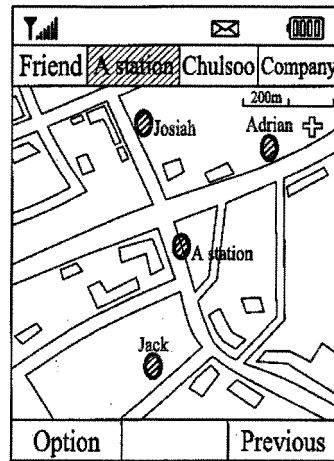 Friend A station Chulsoo Company
200m
Josiah
Adrian
A station
Jack
Option Previous